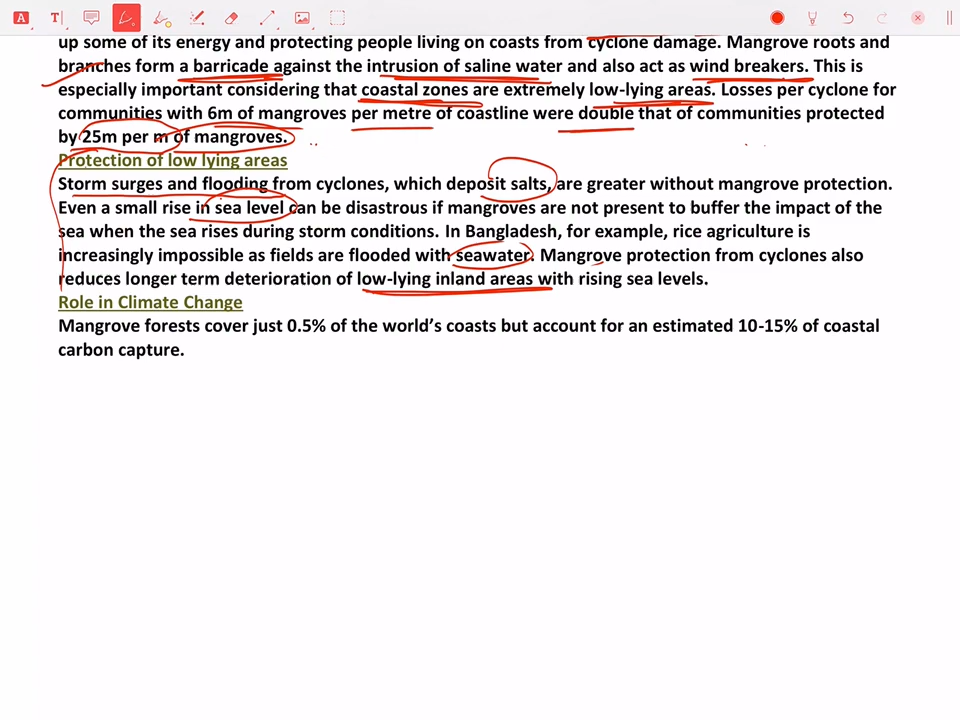 up some of its energy and protecting people living on coasts from cyclone damage. Mangrove roots and
branches form a barricade against the intrusion of saline water and also act as wind breakers. This is
especially important considering that coastal zones are extremely low-lying areas. Losses per cyclone for
communities with 6m of mangroves per metre of coastline were double that of communities protected
by 25m per m of mangroves.
Protection of low lying areas
Storm surges and flooding from cyclones, which deposit salts, are greater without mangrove protection.
Even a small rise in sea level can be disastrous if mangroves are not present to buffer the impact of the
sea when the sea rises during storm conditions. In Bangladesh, for example, rice agriculture is
increasingly impossible as fields are flooded with seawater. Mangrove protection from cyclones also
reduces longer term deterioration of low-lying inland areas with rising sea levels.
Role in Climate Change
Mangrove forests cover just 0.5% of the world's coasts but account for an estimated 10-15% of coastal
carbon capture.